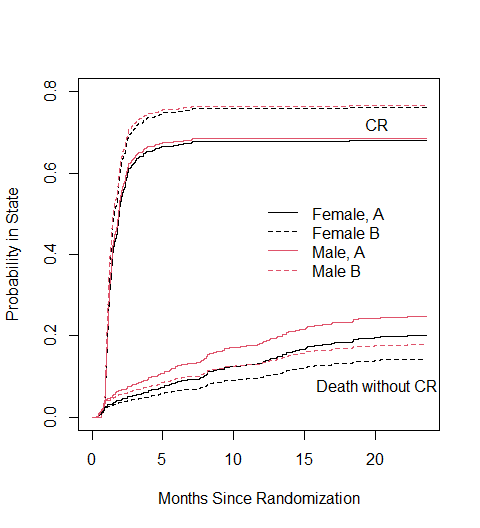 0.8
0.6
0.4
0.2
0.0
Probability in State
CR
Female, A
Female B
Male, A
Male B
Death without CR
0 5 10 15 20
Months Since Randomization